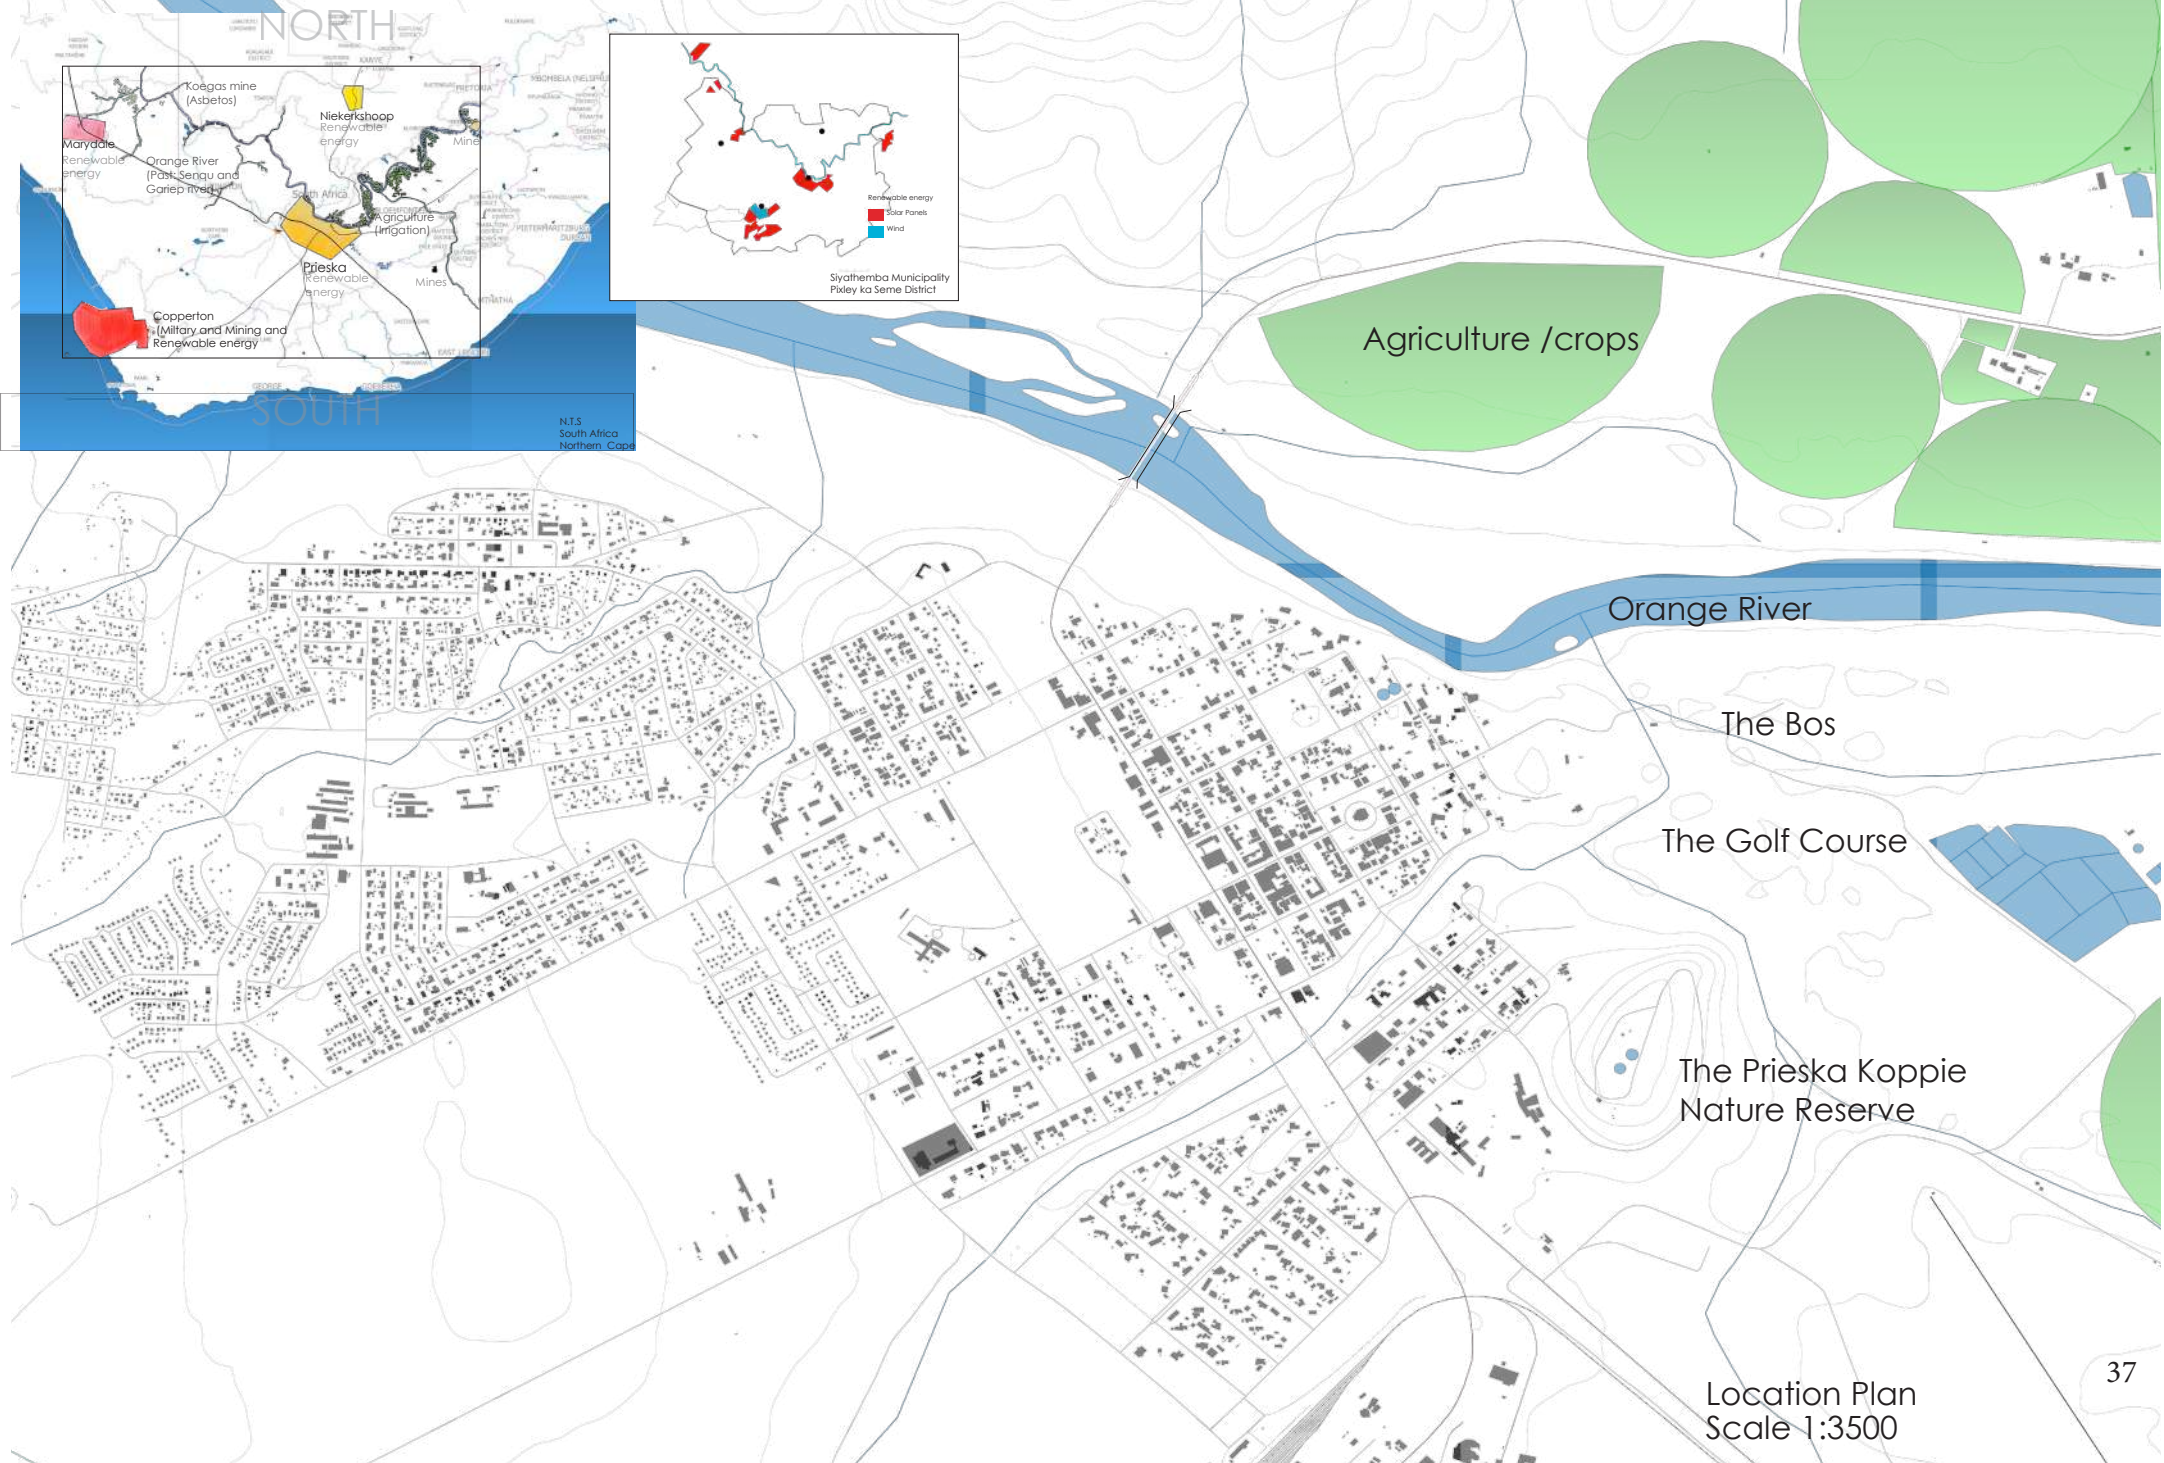 NORTH
Koegas mine
(Asbetos)
Niekerkshoop
Renewable
energy
Marydale
Renewable
energy
Orange River
(Past: Senqu and
Gariep river)
South Africa
Mine
Agriculture
(Irrigation)
Prieska
Renewable
energy
Mines
Copperton
(Miltary and Mining and
Renewable energy
SOUTH
N.T.S
South Africa
Northern Cape
Renewable energy
Solar Panels
Wind
Siyathemba Municipality
Pixley ka Seme District
Agriculture /crops
Orange River
The Bos
The Golf Course
The Prieska Koppie
Nature Reserve
Location Plan
Scale 1:3500
37